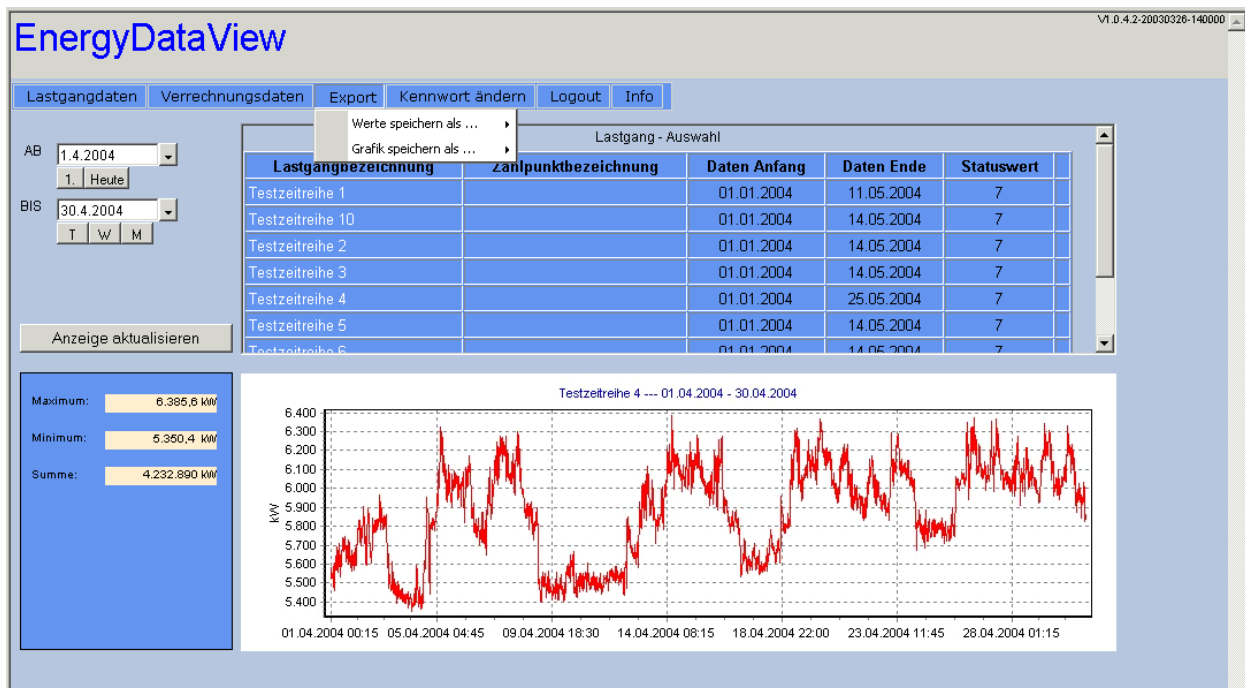 V1.0.4.2-20030326-140000
EnergyDataView
Lastgangdaten Verrechnungsdaten Export Kennwort ändern Logout Info
Werte speichern als ...
Grafik speichern als ...
AB 1.4.2004
1. Heute
BIS 30.4.2004
T W M
Anzeige aktualisieren
Lastgang - Auswahl
Lastgangbezeichnung Zählpunktbezeichnung Daten Anfang Daten Ende Statuswert
Testzeitreihe 1 01.01.2004 11.05.2004 7
Testzeitreihe 10 01.01.2004 14.05.2004 7
Testzeitreihe 2 01.01.2004 14.05.2004 7
Testzeitreihe 3 01.01.2004 14.05.2004 7
Testzeitreihe 4 01.01.2004 25.05.2004 7
Testzeitreihe 5 01.01.2004 14.05.2004 7
Testzeitreihe 6 01.01.2004 14.05.2004 7
Maximum: 6.385,6 kW
Minimum: 5.350,4 kW
Summe: 4.232.890 kW
Testzeitreihe 4 --- 01.04.2004 - 30.04.2004
6.400
6.300
6.200
6.100
6.000
5.900
5.800
5.700
5.600
5.500
5.400
kW
01.04.2004 00:15 05.04.2004 04:45 09.04.2004 18:30 14.04.2004 08:15 18.04.2004 22:00 23.04.2004 11:45 28.04.2004 01:15